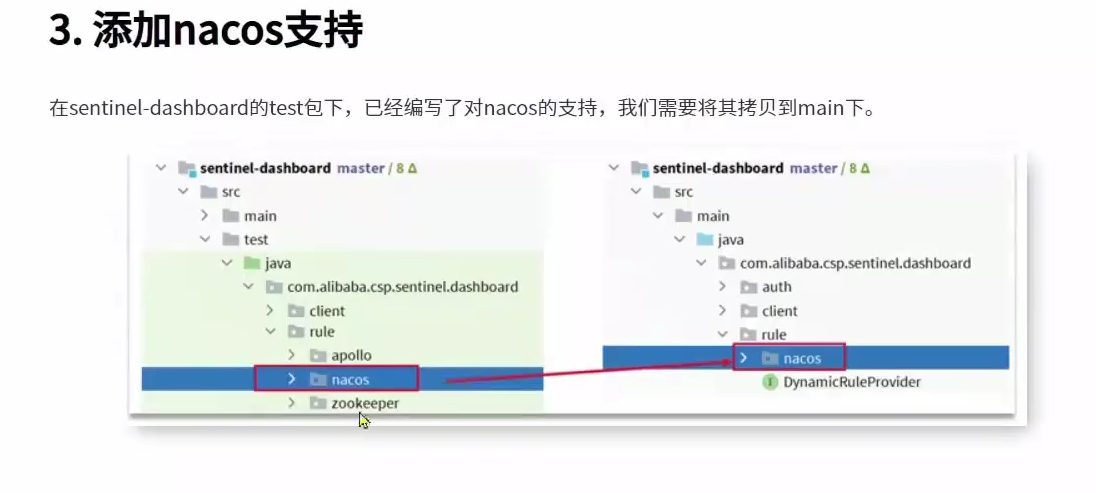 3. 添加nacos支持
在sentinel-dashboard的test包下，已经编写了对nacos的支持，我们需要将其拷贝到main下。
sentinel-dashboard master / 8 Δ
src
main
test
java
com.alibaba.csp.sentinel.dashboard
client
rule
apollo
nacos
zookeeper
sentinel-dashboard master / 8 Δ
src
main
java
com.alibaba.csp.sentinel.dashboard
auth
client
rule
nacos
I DynamicRuleProvider